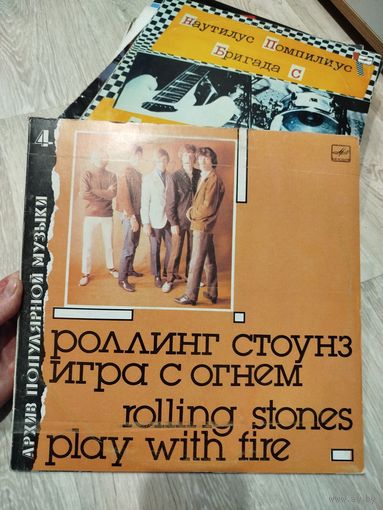 Наутилус Помпилиус
Бригада С
4
АРХИВ ПОПУЛЯРНОЙ МУЗЫКИ
роллинг стоунз
игра с огнем
rolling stones
play with fire